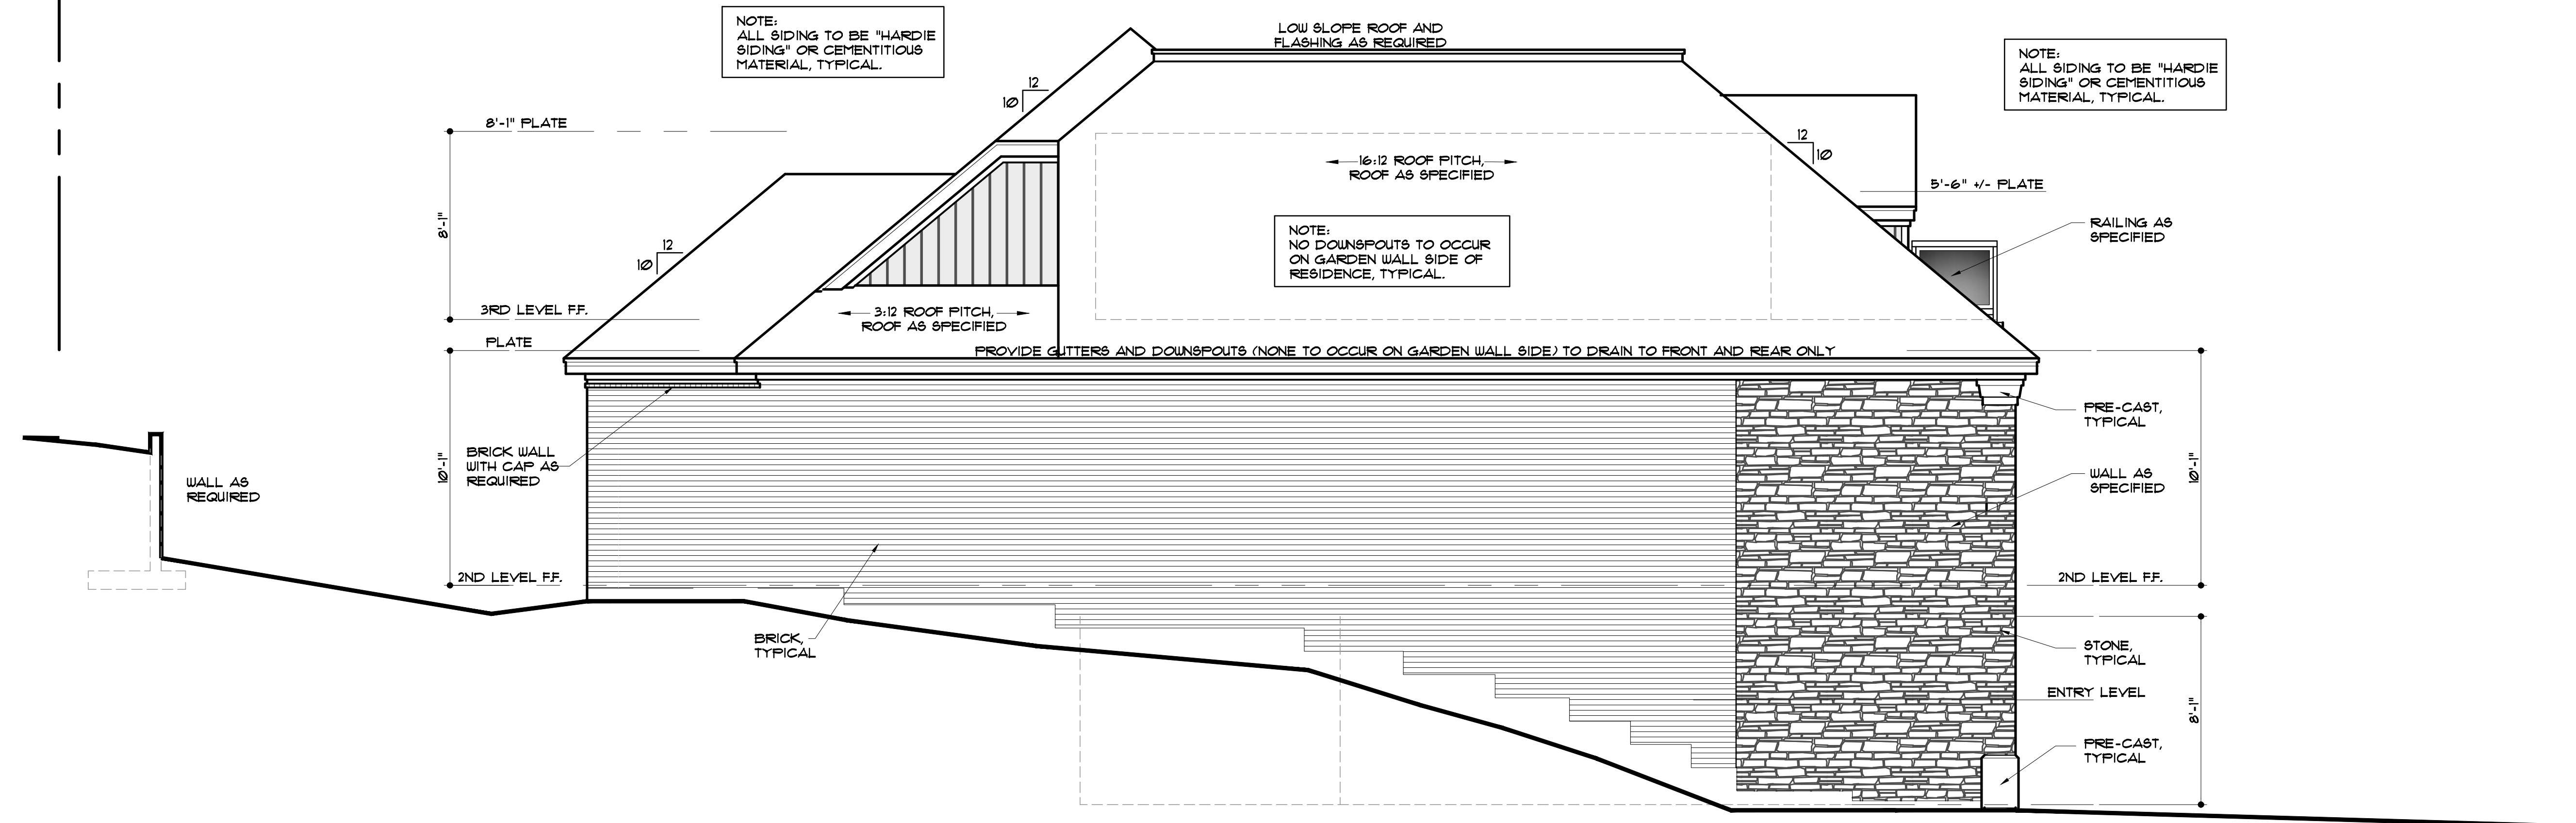 NOTE:
ALL SIDING TO BE "HARDIE
SIDING" OR CEMENTITIOUS
MATERIAL, TYPICAL.
LOW SLOPE ROOF AND
FLASHING AS REQUIRED
NOTE:
ALL SIDING TO BE "HARDIE
SIDING" OR CEMENTITIOUS
MATERIAL, TYPICAL.
12
10
8'-1" PLATE
12
10
16:12 ROOF PITCH,
ROOF AS SPECIFIED
5'-6" +/- PLATE
8'-1"
12
10
NOTE:
NO DOWNSPOUTS TO OCCUR
ON GARDEN WALL SIDE OF
RESIDENCE, TYPICAL.
RAILING AS
SPECIFIED
3RD LEVEL F.F.
3:12 ROOF PITCH,
ROOF AS SPECIFIED
PLATE
PROVIDE GUTTERS AND DOWNSPOUTS (NONE TO OCCUR ON GARDEN WALL SIDE) TO DRAIN TO FRONT AND REAR ONLY
PRE-CAST,
TYPICAL
WALL AS
REQUIRED
10'-1"
BRICK WALL
WITH CAP AS
REQUIRED
WALL AS
SPECIFIED
10'-1"
2ND LEVEL F.F.
2ND LEVEL F.F.
BRICK,
TYPICAL
STONE,
TYPICAL
ENTRY LEVEL
8'-1"
PRE-CAST,
TYPICAL